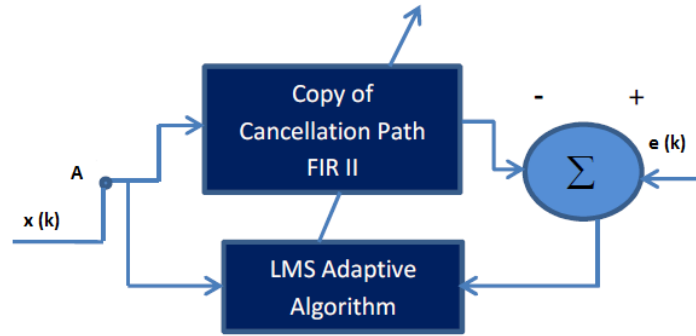 Copy of
Cancellation Path
FIR II
- +
e (k)
A
Σ
x (k)
LMS Adaptive
Algorithm